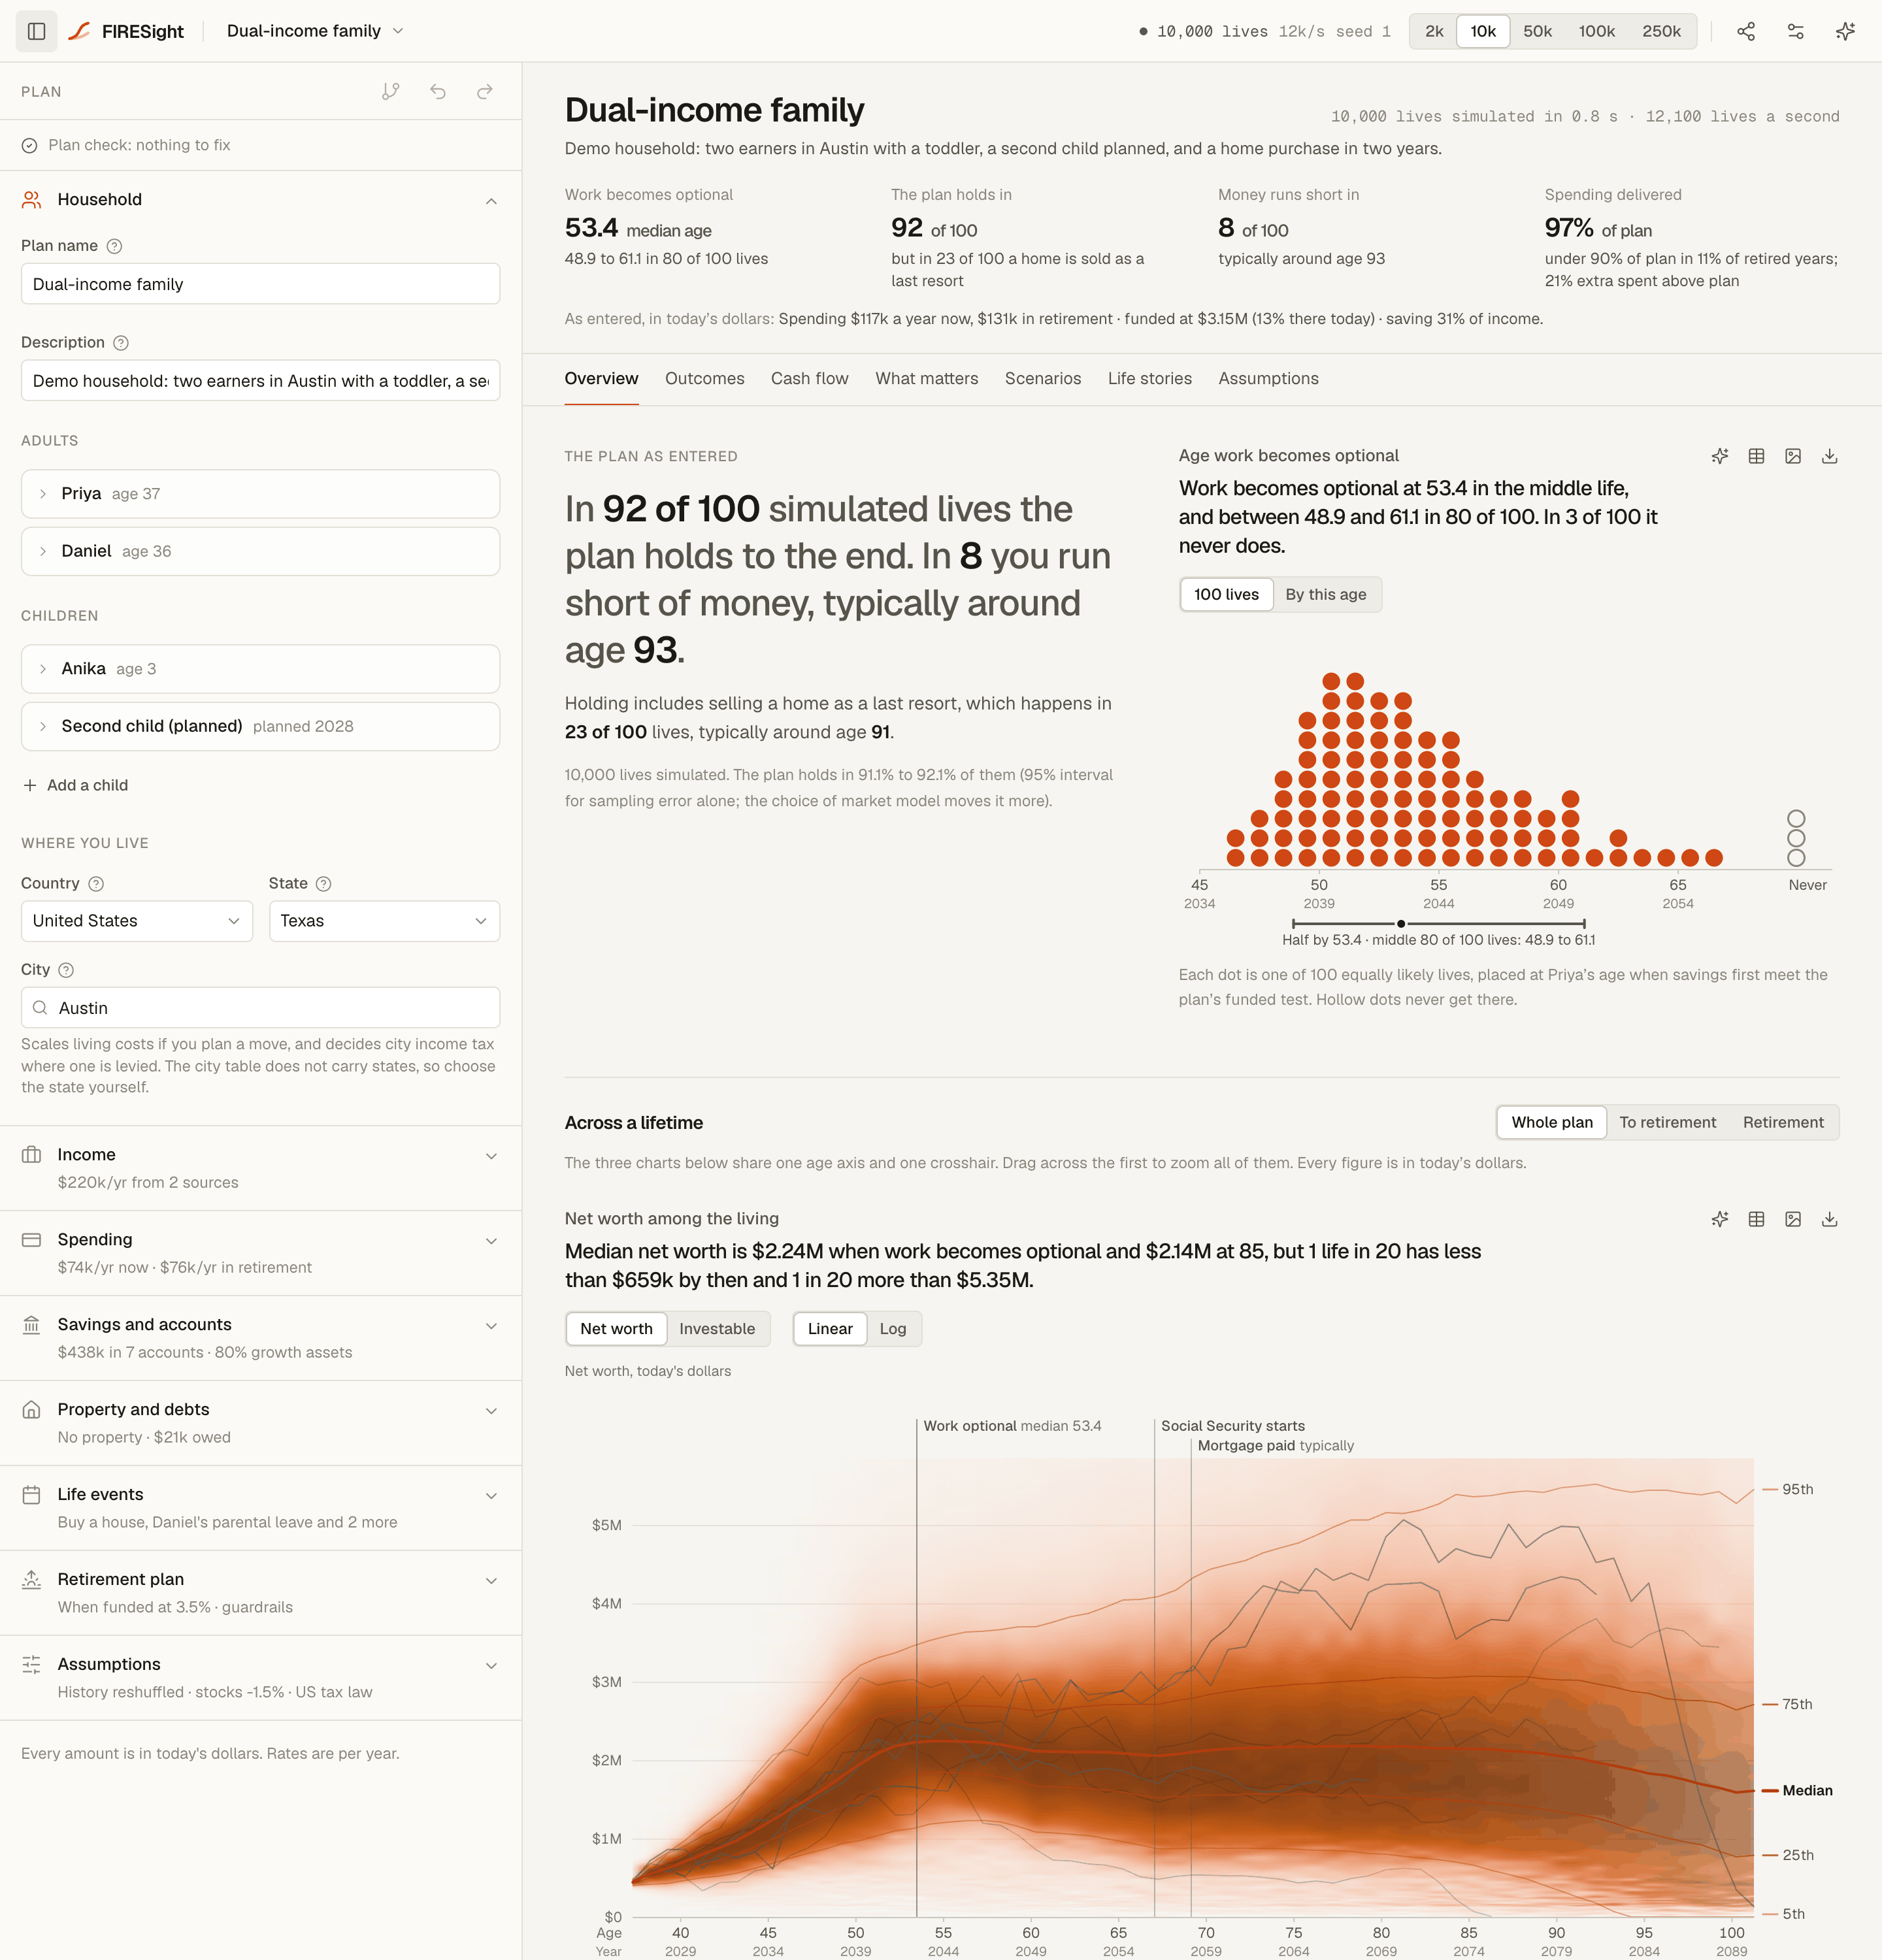 FIRESight
Dual-income family
10,000 lives 12k/s seed 1
2k 10k 50k 100k 250k
PLAN
Plan check: nothing to fix
Household
Plan name
Dual-income family
Description
Demo household: two earners in Austin with a toddler, a se
ADULTS
Priya age 37
Daniel age 36
CHILDREN
Anika age 3
Second child (planned) planned 2028
Add a child
WHERE YOU LIVE
Country
State
United States
Texas
City
Austin
Scales living costs if you plan a move, and decides city income tax
where one is levied. The city table does not carry states, so choose
the state yourself.
Income
$220k/yr from 2 sources
Spending
$74k/yr now · $76k/yr in retirement
Savings and accounts
$438k in 7 accounts · 80% growth assets
Property and debts
No property · $21k owed
Life events
Buy a house, Daniel's parental leave and 2 more
Retirement plan
When funded at 3.5% · guardrails
Assumptions
History reshuffled · stocks -1.5% · US tax law
Every amount is in today's dollars. Rates are per year.
Dual-income family
10,000 lives simulated in 0.8 s · 12,100 lives a second
Demo household: two earners in Austin with a toddler, a second child planned, and a home purchase in two years.
Work becomes optional
53.4 median age
48.9 to 61.1 in 80 of 100 lives
The plan holds in
92 of 100
but in 23 of 100 a home is sold as a
last resort
Money runs short in
8 of 100
typically around age 93
Spending delivered
97% of plan
under 90% of plan in 11% of retired years;
21% extra spent above plan
As entered, in today’s dollars: Spending $117k a year now, $131k in retirement · funded at $3.15M (13% there today) · saving 31% of income.
Overview Outcomes Cash flow What matters Scenarios Life stories Assumptions
THE PLAN AS ENTERED
In 92 of 100 simulated lives the
plan holds to the end. In 8 you run
short of money, typically around
age 93.
Holding includes selling a home as a last resort, which happens in
23 of 100 lives, typically around age 91.
10,000 lives simulated. The plan holds in 91.1% to 92.1% of them (95% interval
for sampling error alone; the choice of market model moves it more).
Age work becomes optional
Work becomes optional at 53.4 in the middle life,
and between 48.9 and 61.1 in 80 of 100. In 3 of 100 it
never does.
100 lives By this age
45 50 55 60 65 Never
2034 2039 2044 2049 2054
Half by 53.4 · middle 80 of 100 lives: 48.9 to 61.1
Each dot is one of 100 equally likely lives, placed at Priya’s age when savings first meet the
plan’s funded test. Hollow dots never get there.
Across a lifetime
Whole plan To retirement Retirement
The three charts below share one age axis and one crosshair. Drag across the first to zoom all of them. Every figure is in today’s dollars.
Net worth among the living
Median net worth is $2.24M when work becomes optional and $2.14M at 85, but 1 life in 20 has less
than $659k by then and 1 in 20 more than $5.35M.
Net worth Investable Linear Log
Net worth, today's dollars
Work optional median 53.4
Social Security starts
Mortgage paid typically
95th
$5M
$4M
$3M
75th
$2M
Median
$1M
25th
$0
5th
Age 40 45 50 55 60 65 70 75 80 85 90 95 100
Year 2029 2034 2039 2044 2049 2054 2059 2064 2069 2074 2079 2084 2089